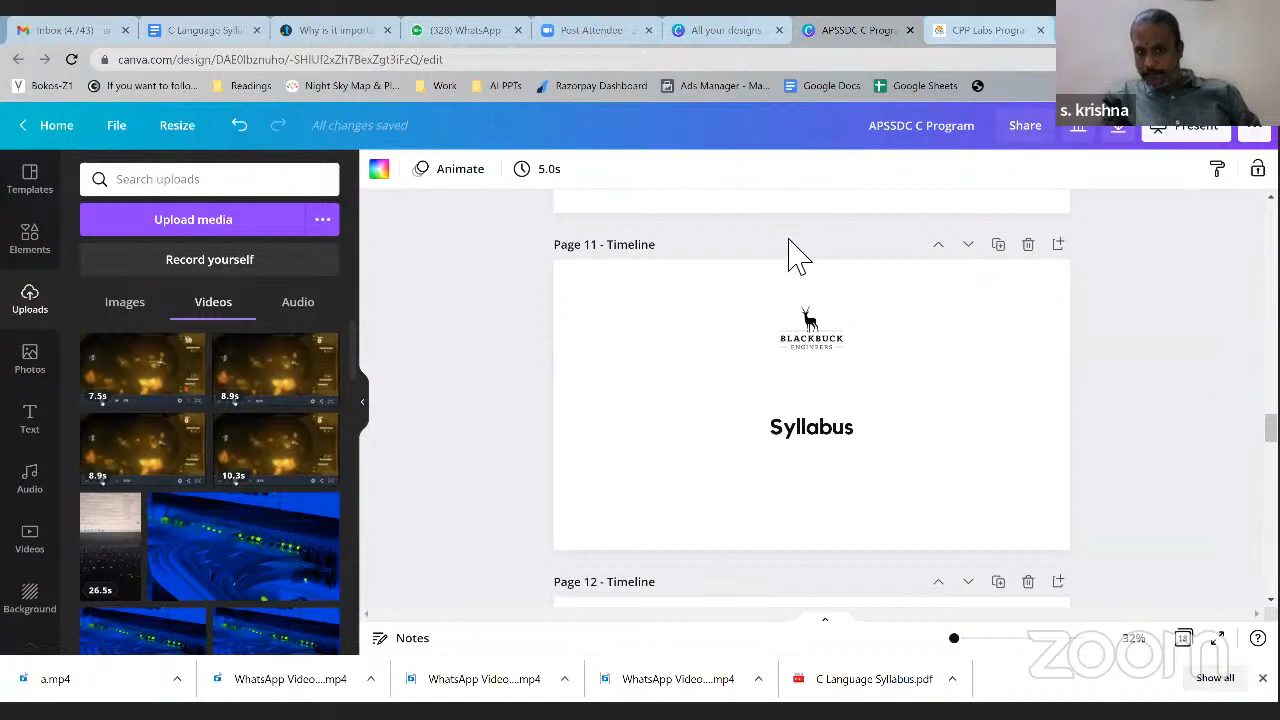 Inbox (4,743)
C Language Syll
Why is it importa
(328) WhatsApp
Post Attendee
All your designs
APSSDC C Progr
CPP Labs Progra
canva.com/design/DAE0lbznuho/-SHIUf2xZh7BexZgt3iFzQ/edit
Bokos-Z1
If you want to follo...
Readings
Night Sky Map & Pl...
Work
AI PPT
Razorpay Dashboard
Ads Manager - Ma...
Google Docs
Google Sheets
s. krishna
Home
File
Resize
All changes saved
APSSDC C Program
Share
Present
Templates
Elements
Uploads
Photos
Text
Audio
Videos
Background
Search uploads
Upload media
Record yourself
Images
Videos
Audio
7.5s
8.9s
8.9s
10.3s
26.5s
Animate
5.0s
Page 11 - Timeline
BLACKBUCK
ENGINEERS
Syllabus
Page 12 - Timeline
Notes
32%
18
zoom
a.mp4
WhatsApp Video....mp4
WhatsApp Video....mp4
WhatsApp Video....mp4
C Language Syllabus.pdf
Show all